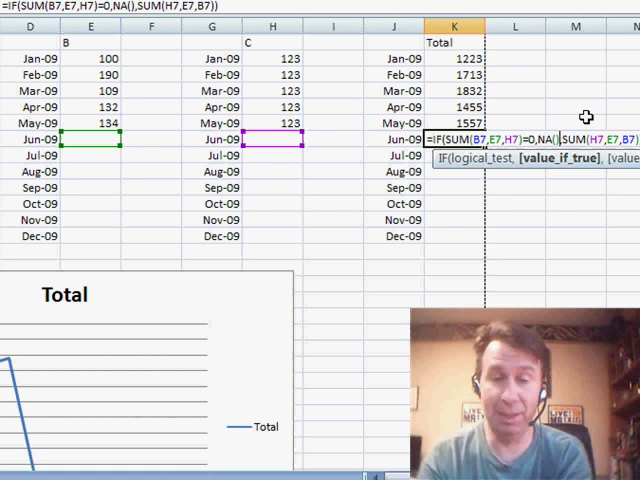 =IF(SUM(B7,E7,H7)=0,NA(),SUM(H7,E7,B7))
D E F G H I J K L M N
B C Total
Jan-09 100 Jan-09 123 Jan-09 1223
Feb-09 190 Feb-09 123 Feb-09 1713
Mar-09 109 Mar-09 123 Mar-09 1832
Apr-09 132 Apr-09 123 Apr-09 1455
May-09 134 May-09 123 May-09 1557
Jun-09 Jun-09 Jun-09 =IF(SUM(B7,E7,H7)=0,NA(),SUM(H7,E7,B7)
Jul-09 Jul-09 Jul-09 IF(logical_test, [value_if_true], [value
Aug-09 Aug-09 Aug-09
Sep-09 Sep-09 Sep-09
Oct-09 Oct-09 Oct-09
Nov-09 Nov-09 Nov-09
Dec-09 Dec-09 Dec-09
Total
Total